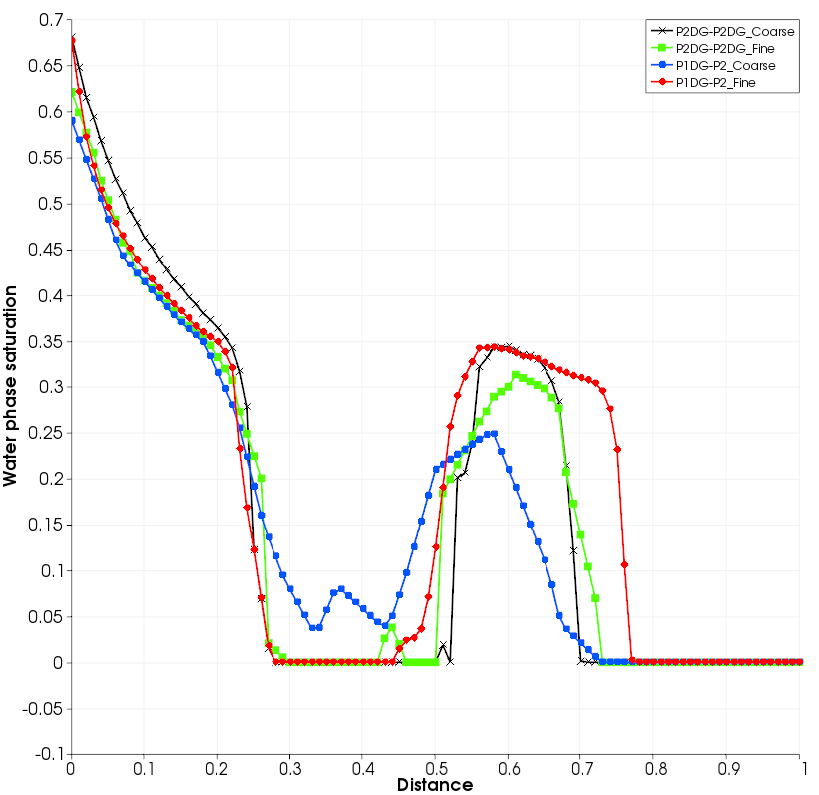 0.7
0.65
0.6
0.55
0.5
0.45
0.4
0.35
0.3
0.25
0.2
0.15
0.1
0.05
0
-0.05
-0.1
Water phase saturation
P2DG-P2DG_Coarse
P2DG-P2DG_Fine
P1DG-P2_Coarse
P1DG-P2_Fine
0 0.1 0.2 0.3 0.4 0.5 0.6 0.7 0.8 0.9 1
Distance